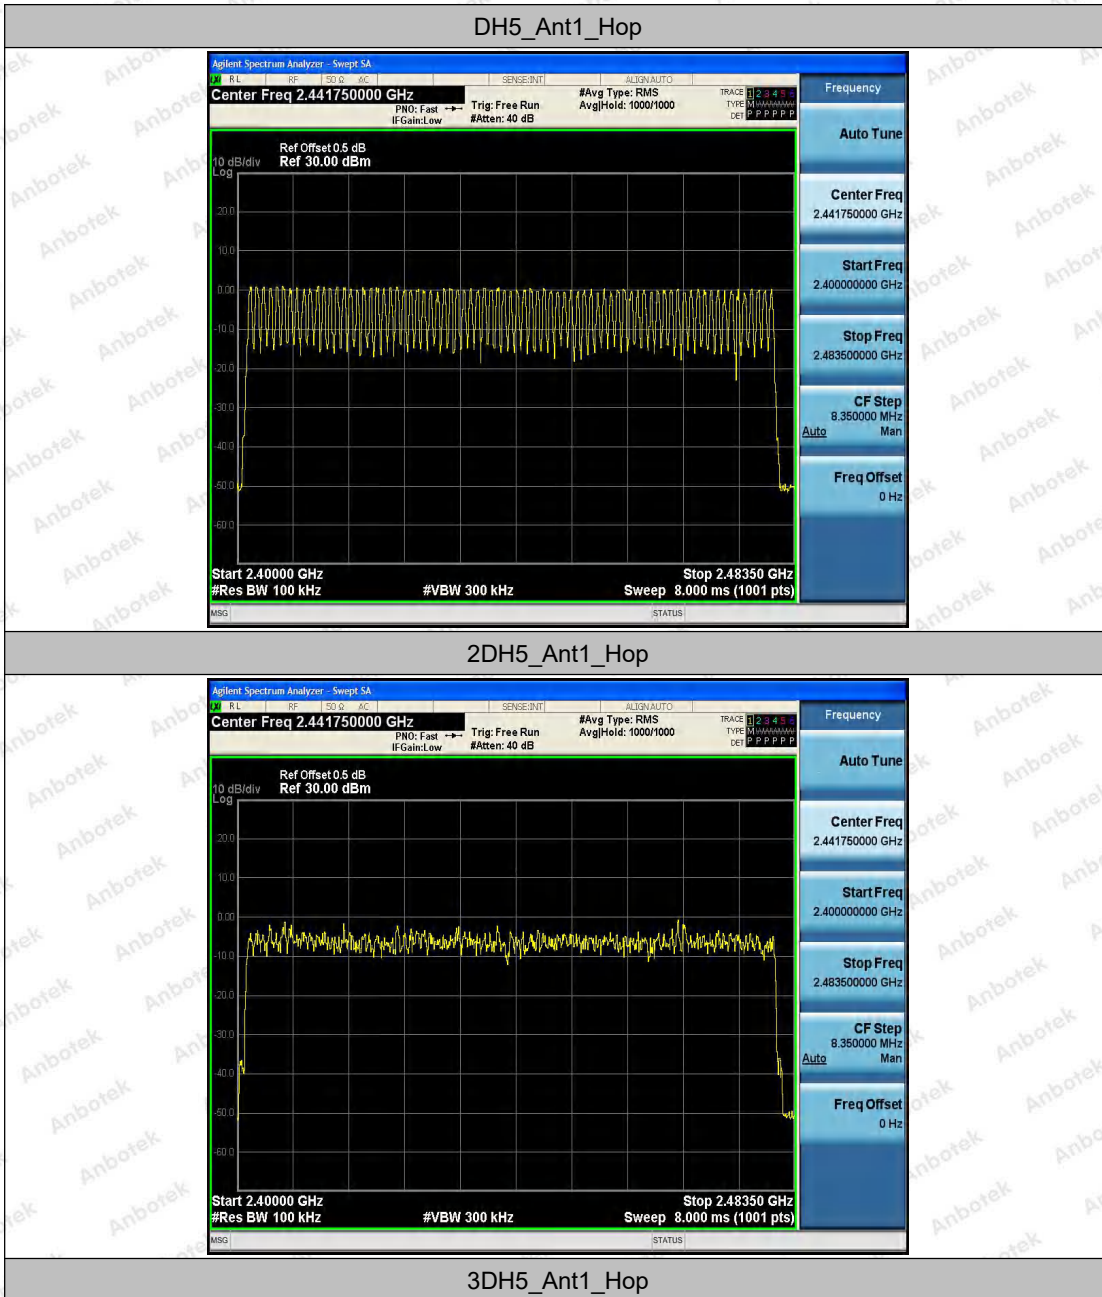 DH5_Ant1_Hop
Agilent Spectrum Analyzer - Swept SA
RL RF 50 Ω AC SENSE:INT ALIGNAUTO
Center Freq 2.441750000 GHz
PNO: Fast
IFGain:Low
Trig: Free Run
#Atten: 40 dB
#Avg Type: RMS
Avg|Hold: 1000/1000
TRACE 1 2 3 4 5 6
TYPE M
DET P P P P P P
Ref Offset 0.5 dB
10 dB/div Ref 30.00 dBm
Log
20.0
10.0
0.00
-10.0
-20.0
-30.0
-40.0
-50.0
-60.0
Start 2.40000 GHz Stop 2.48350 GHz
#Res BW 100 kHz #VBW 300 kHz Sweep 8.000 ms (1001 pts)
MSG STATUS
Frequency
Auto Tune
Center Freq
2.441750000 GHz
Start Freq
2.400000000 GHz
Stop Freq
2.483500000 GHz
CF Step
8.350000 MHz
Auto Man
Freq Offset
0 Hz
2DH5_Ant1_Hop
Agilent Spectrum Analyzer - Swept SA
RL RF 50 Ω AC SENSE:INT ALIGNAUTO
Center Freq 2.441750000 GHz
PNO: Fast
IFGain:Low
Trig: Free Run
#Atten: 40 dB
#Avg Type: RMS
Avg|Hold: 1000/1000
TRACE 1 2 3 4 5 6
TYPE M
DET P P P P P P
Ref Offset 0.5 dB
10 dB/div Ref 30.00 dBm
Log
20.0
10.0
0.00
-10.0
-20.0
-30.0
-40.0
-50.0
-60.0
Start 2.40000 GHz Stop 2.48350 GHz
#Res BW 100 kHz #VBW 300 kHz Sweep 8.000 ms (1001 pts)
MSG STATUS
Frequency
Auto Tune
Center Freq
2.441750000 GHz
Start Freq
2.400000000 GHz
Stop Freq
2.483500000 GHz
CF Step
8.350000 MHz
Auto Man
Freq Offset
0 Hz
3DH5_Ant1_Hop